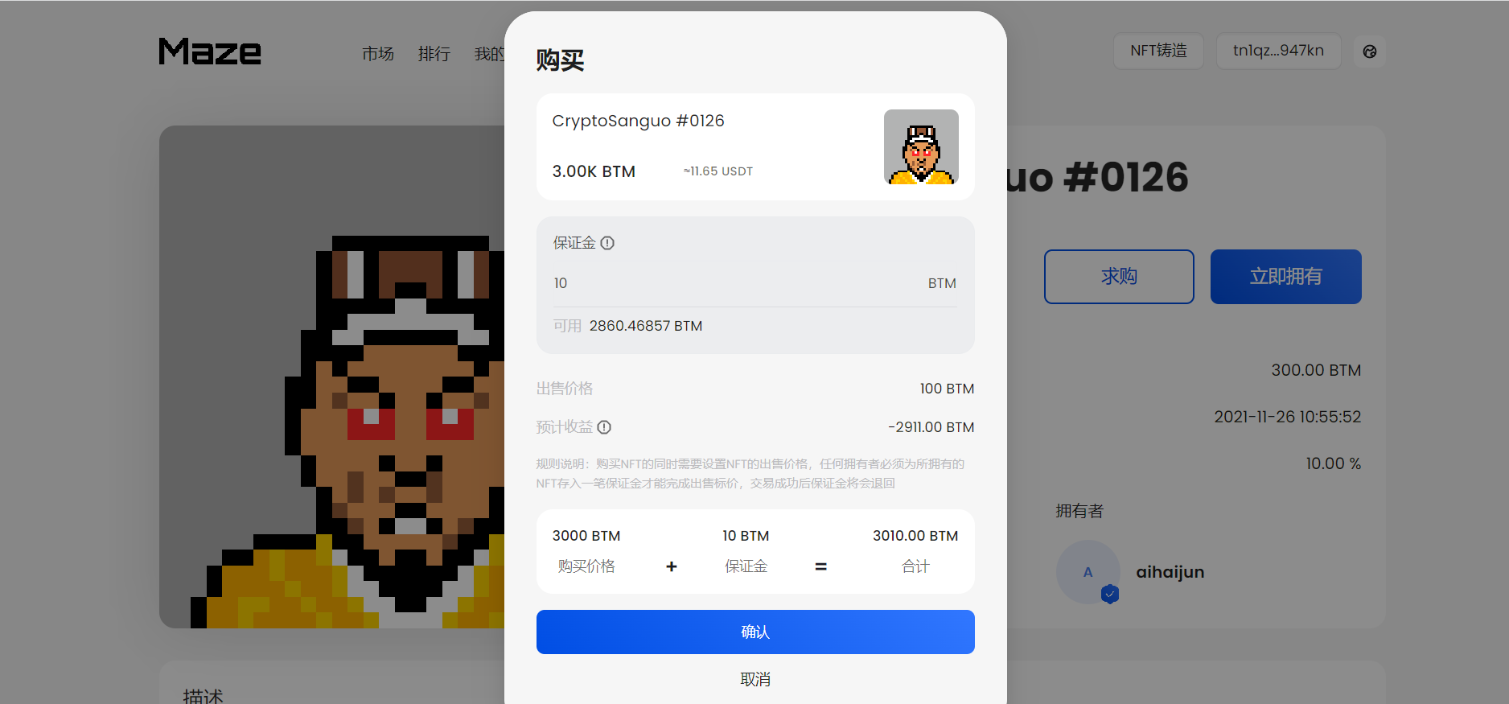 Maze
市场 排行 我的
NFT铸造 tn1qz...947kn
购买
CryptoSanguo #0126
3.00K BTM ~11.65 USDT
保证金
10 BTM
可用 2860.46857 BTM
出售价格 100 BTM
预计收益 -2911.00 BTM
规则说明：购买NFT的同时需要设置NFT的出售价格，任何拥有者必须为所拥有的
NFT存入一笔保证金才能完成出售标价，交易成功后保证金将会退回
3000 BTM 10 BTM 3010.00 BTM
购买价格 + 保证金 = 合计
确认
取消
uo #0126
求购 立即拥有
300.00 BTM
2021-11-26 10:55:52
10.00 %
拥有者
A aihaijun
描述